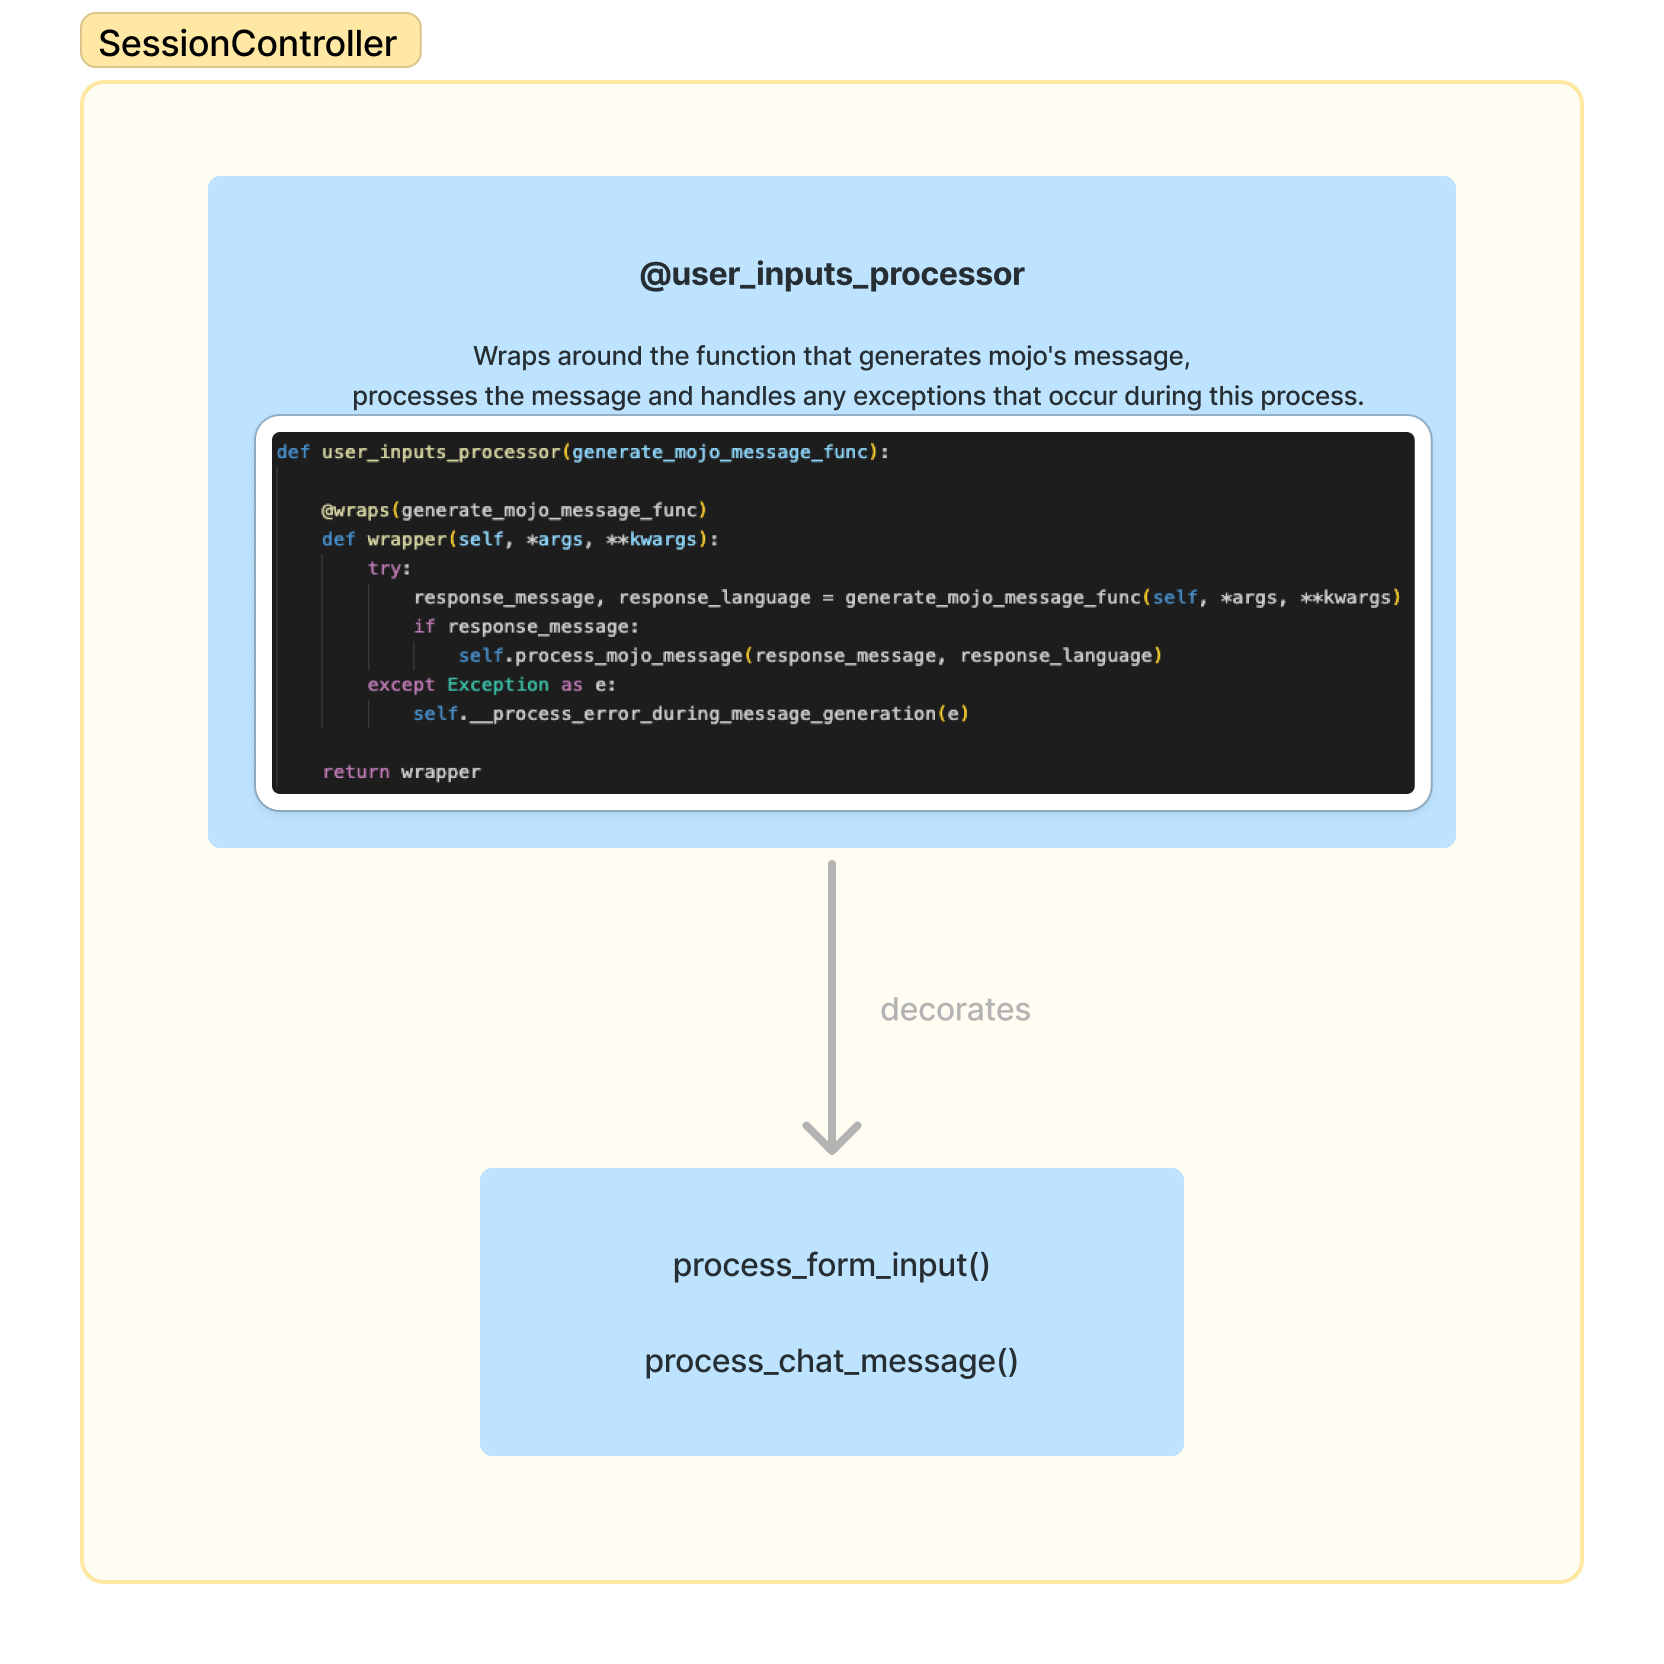 SessionController
@user_inputs_processor
Wraps around the function that generates mojo's message,
processes the message and handles any exceptions that occur during this process.
def user_inputs_processor(generate_mojo_message_func):
@wraps(generate_mojo_message_func)
def wrapper(self, *args, **kwargs):
try:
response_message, response_language = generate_mojo_message_func(self, *args, **kwargs)
if response_message:
self.process_mojo_message(response_message, response_language)
except Exception as e:
self.__process_error_during_message_generation(e)
return wrapper
decorates
process_form_input()
process_chat_message()